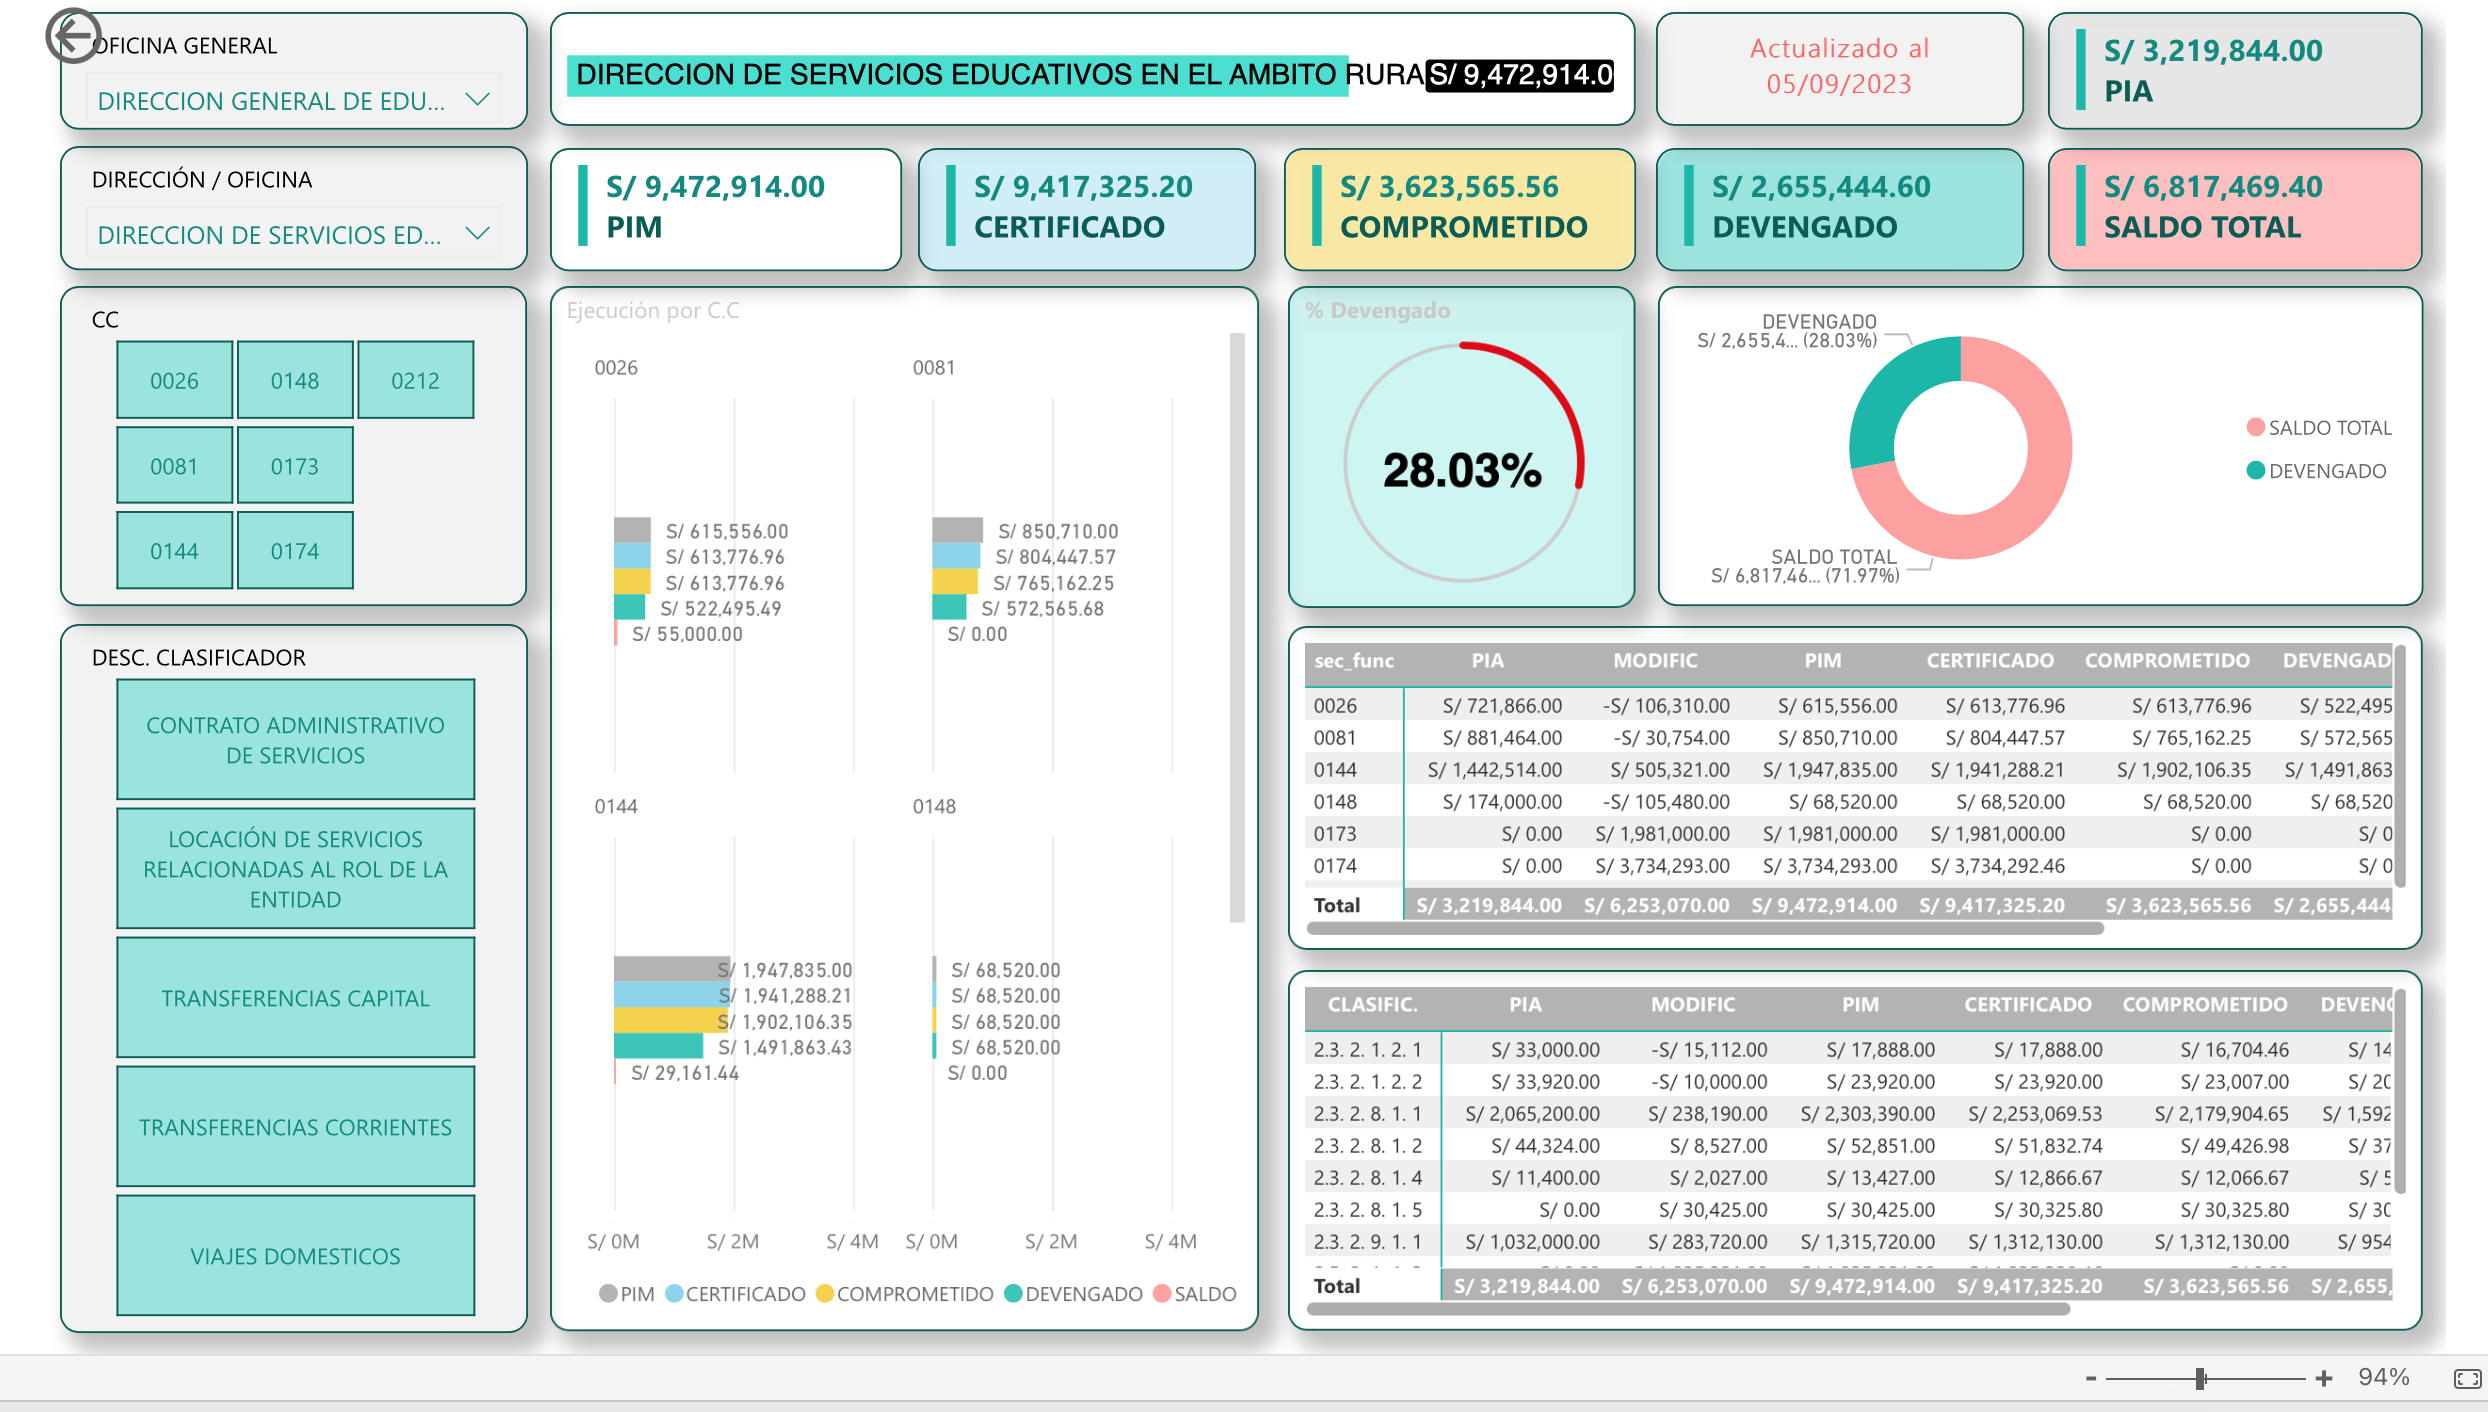 OFICINA GENERAL
DIRECCION GENERAL DE EDU...
DIRECCION DE SERVICIOS EDUCATIVOS EN EL AMBITO RURA S/ 9,472,914.0
Actualizado al
05/09/2023
S/ 3,219,844.00
PIA
DIRECCIÓN / OFICINA
DIRECCION DE SERVICIOS ED...
S/ 9,472,914.00
PIM
S/ 9,417,325.20
CERTIFICADO
S/ 3,623,565.56
COMPROMETIDO
S/ 2,655,444.60
DEVENGADO
S/ 6,817,469.40
SALDO TOTAL
CC
0026 0148 0212
0081 0173
0144 0174
DESC. CLASIFICADOR
CONTRATO ADMINISTRATIVO
DE SERVICIOS
LOCACIÓN DE SERVICIOS
RELACIONADAS AL ROL DE LA
ENTIDAD
TRANSFERENCIAS CAPITAL
TRANSFERENCIAS CORRIENTES
VIAJES DOMESTICOS
Ejecución por C.C
0026
S/ 615,556.00
S/ 613,776.96
S/ 613,776.96
S/ 522,495.49
S/ 55,000.00
0081
S/ 850,710.00
S/ 804,447.57
S/ 765,162.25
S/ 572,565.68
S/ 0.00
0144
S/ 1,947,835.00
S/ 1,941,288.21
S/ 1,902,106.35
S/ 1,491,863.43
S/ 29,161.44
0148
S/ 68,520.00
S/ 68,520.00
S/ 68,520.00
S/ 68,520.00
S/ 0.00
S/ 0M S/ 2M S/ 4M S/ 0M S/ 2M S/ 4M
PIM CERTIFICADO COMPROMETIDO DEVENGADO SALDO
% Devengado
28.03%
DEVENGADO
S/ 2,655,4... (28.03%)
SALDO TOTAL
S/ 6,817,46... (71.97%)
SALDO TOTAL
DEVENGADO
sec_func PIA MODIFIC PIM CERTIFICADO COMPROMETIDO DEVENGAD
0026 S/ 721,866.00 -S/ 106,310.00 S/ 615,556.00 S/ 613,776.96 S/ 613,776.96 S/ 522,495
0081 S/ 881,464.00 -S/ 30,754.00 S/ 850,710.00 S/ 804,447.57 S/ 765,162.25 S/ 572,565
0144 S/ 1,442,514.00 S/ 505,321.00 S/ 1,947,835.00 S/ 1,941,288.21 S/ 1,902,106.35 S/ 1,491,863
0148 S/ 174,000.00 -S/ 105,480.00 S/ 68,520.00 S/ 68,520.00 S/ 68,520.00 S/ 68,520
0173 S/ 0.00 S/ 1,981,000.00 S/ 1,981,000.00 S/ 1,981,000.00 S/ 0.00 S/ 0
0174 S/ 0.00 S/ 3,734,293.00 S/ 3,734,293.00 S/ 3,734,292.46 S/ 0.00 S/ 0
Total S/ 3,219,844.00 S/ 6,253,070.00 S/ 9,472,914.00 S/ 9,417,325.20 S/ 3,623,565.56 S/ 2,655,444.
CLASIFIC. PIA MODIFIC PIM CERTIFICADO COMPROMETIDO DEVENG
2.3. 2. 1. 2. 1 S/ 33,000.00 -S/ 15,112.00 S/ 17,888.00 S/ 17,888.00 S/ 16,704.46 S/ 14
2.3. 2. 1. 2. 2 S/ 33,920.00 -S/ 10,000.00 S/ 23,920.00 S/ 23,920.00 S/ 23,007.00 S/ 20
2.3. 2. 8. 1. 1 S/ 2,065,200.00 S/ 238,190.00 S/ 2,303,390.00 S/ 2,253,069.53 S/ 2,179,904.65 S/ 1,592
2.3. 2. 8. 1. 2 S/ 44,324.00 S/ 8,527.00 S/ 52,851.00 S/ 51,832.74 S/ 49,426.98 S/ 37
2.3. 2. 8. 1. 4 S/ 11,400.00 S/ 2,027.00 S/ 13,427.00 S/ 12,866.67 S/ 12,066.67 S/ 5
2.3. 2. 8. 1. 5 S/ 0.00 S/ 30,425.00 S/ 30,425.00 S/ 30,325.80 S/ 30,325.80 S/ 30
2.3. 2. 9. 1. 1 S/ 1,032,000.00 S/ 283,720.00 S/ 1,315,720.00 S/ 1,312,130.00 S/ 1,312,130.00 S/ 954
Total S/ 3,219,844.00 S/ 6,253,070.00 S/ 9,472,914.00 S/ 9,417,325.20 S/ 3,623,565.56 S/ 2,655,
- + 94%